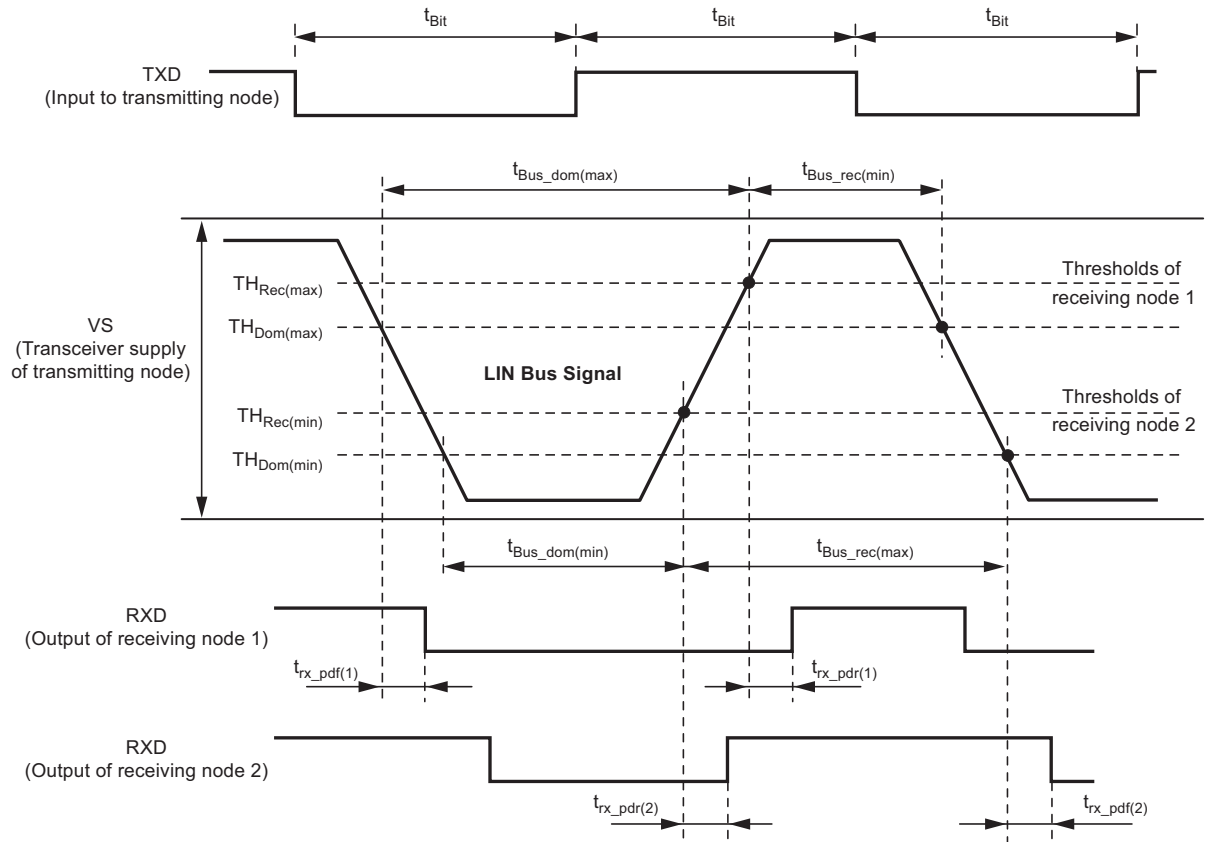 tBit
tBit
tBit
TXD
(Input to transmitting node)
tBus_dom(max)
tBus_rec(min)
THRec(max)
Thresholds of
receiving node 1
THDom(max)
VS
(Transceiver supply
of transmitting node)
LIN Bus Signal
THRec(min)
Thresholds of
receiving node 2
THDom(min)
tBus_dom(min)
tBus_rec(max)
RXD
(Output of receiving node 1)
trx_pdf(1)
trx_pdr(1)
RXD
(Output of receiving node 2)
trx_pdr(2)
trx_pdf(2)